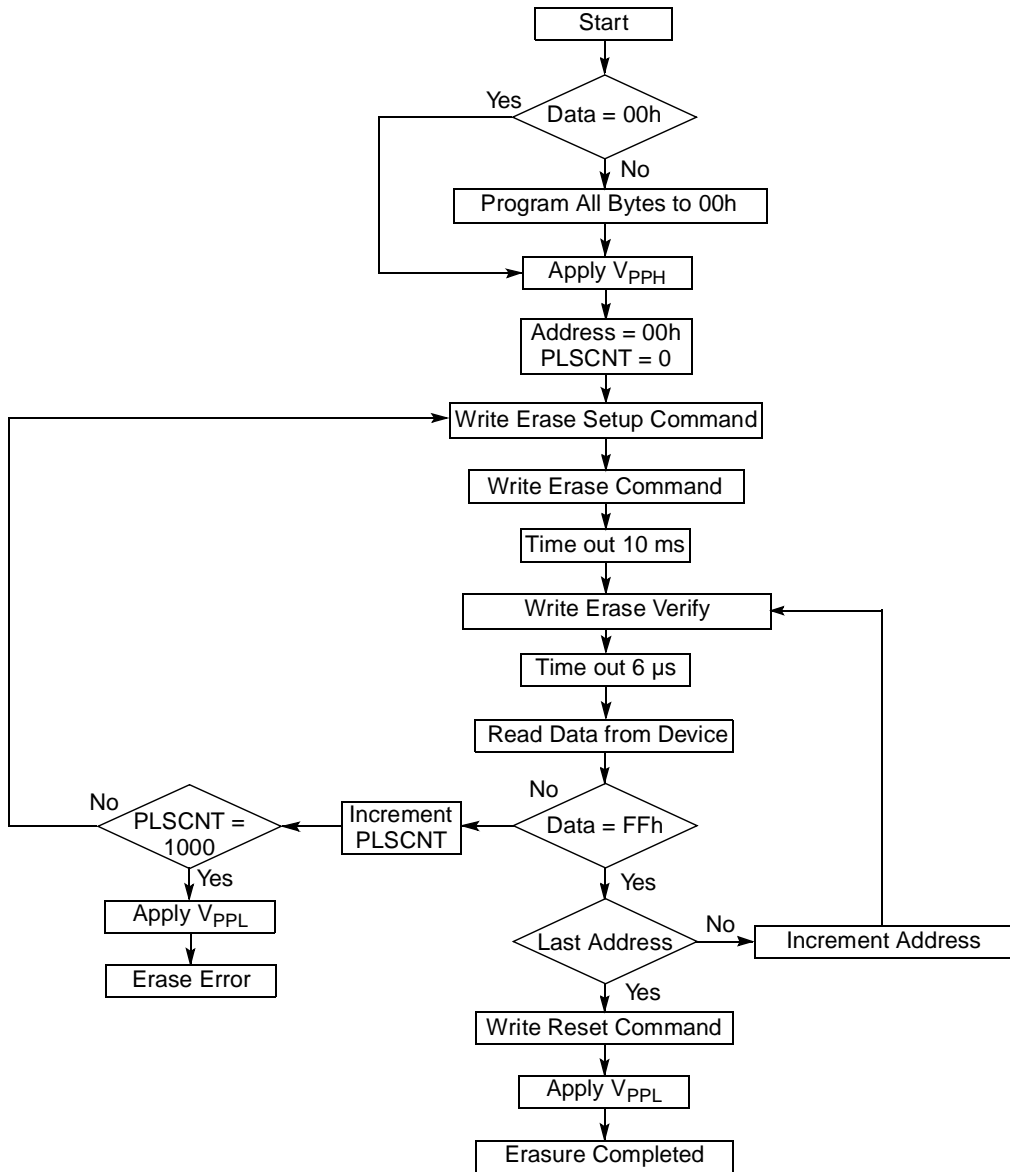 Start
Yes
Data = 00h
No
Program All Bytes to 00h
Apply VPPH
Address = 00h
PLSCNT = 0
Write Erase Setup Command
Write Erase Command
Time out 10 ms
Write Erase Verify
Time out 6 µs
Read Data from Device
No
Data = FFh
Increment
PLSCNT
No
PLSCNT =
1000
Yes
Apply VPPL
Erase Error
Yes
Last Address
No
Increment Address
Yes
Write Reset Command
Apply VPPL
Erasure Completed